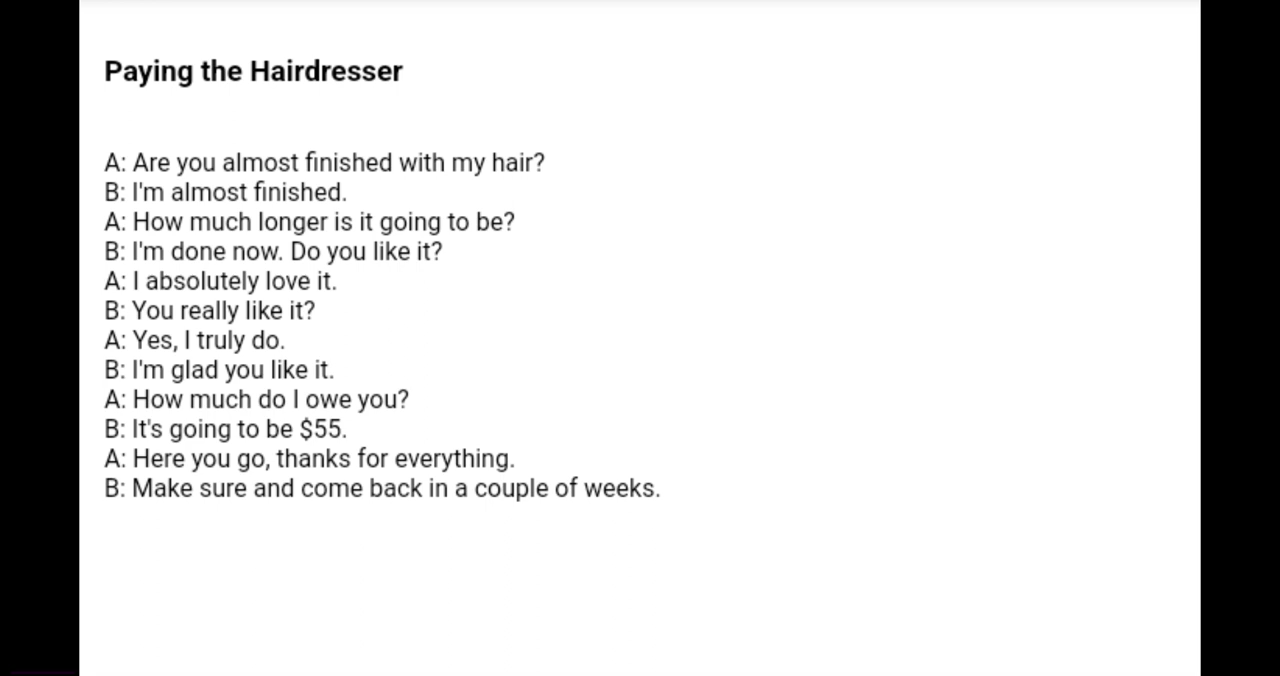 Paying the Hairdresser
A: Are you almost finished with my hair?
B: I'm almost finished.
A: How much longer is it going to be?
B: I'm done now. Do you like it?
A: I absolutely love it.
B: You really like it?
A: Yes, I truly do.
B: I'm glad you like it.
A: How much do I owe you?
B: It's going to be $55.
A: Here you go, thanks for everything.
B: Make sure and come back in a couple of weeks.